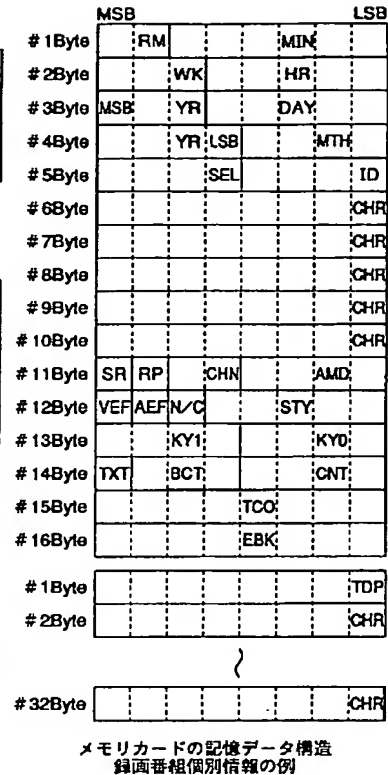 MSB LSB
#1Byte RM MIN
#2Byte WK HR
#3Byte MSB YR DAY
#4Byte YR LSB MTH
#5Byte SEL ID
#6Byte CHR
#7Byte CHR
#8Byte CHR
#9Byte CHR
#10Byte CHR
#11Byte SR RP CHN AMD
#12Byte VEF AEF N/C STY
#13Byte KY1 KY0
#14Byte TXT BCT CNT
#15Byte TCO
#16Byte EBK
#1Byte TDP
#2Byte CHR
#32Byte CHR
メモリカードの記憶データ構造
録画番組個別情報の例